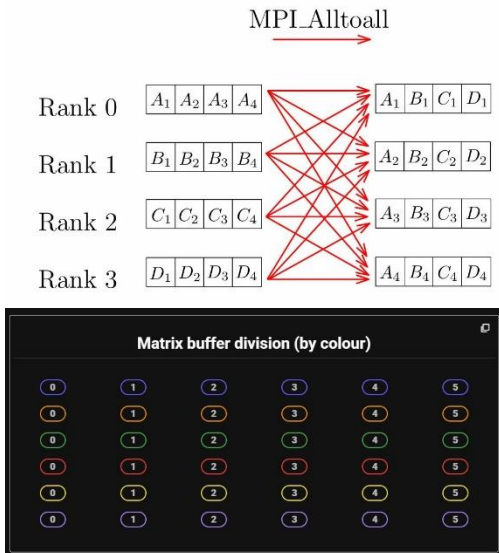 MPI_Alltoall
Rank 0 A1 A2 A3 A4 A1 B1 C1 D1
Rank 1 B1 B2 B3 B4 A2 B2 C2 D2
Rank 2 C1 C2 C3 C4 A3 B3 C3 D3
Rank 3 D1 D2 D3 D4 A4 B4 C4 D4
Matrix buffer division (by colour)
0 1 2 3 4 5
0 1 2 3 4 5
0 1 2 3 4 5
0 1 2 3 4 5
0 1 2 3 4 5
0 1 2 3 4 5